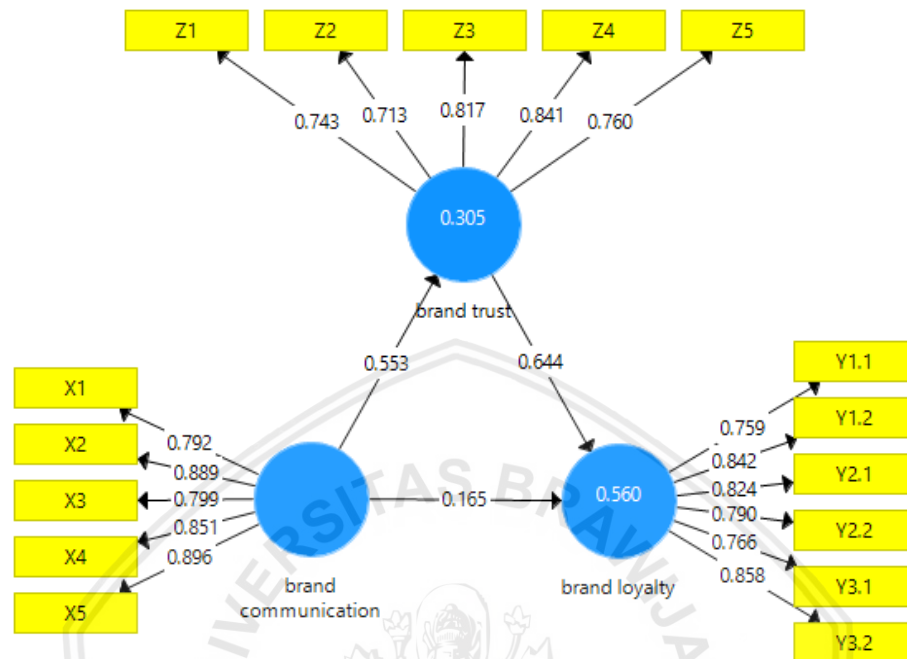 Z1 Z2 Z3 Z4 Z5
0.743 0.713 0.817 0.841 0.760
0.305
brand trust
0.553 0.644
X1
X2
X3
X4
X5
0.792
0.889
0.799
0.851
0.896
brand
communication
0.165
0.560
brand loyalty
0.759
0.842
0.824
0.790
0.766
0.858
Y1.1
Y1.2
Y2.1
Y2.2
Y3.1
Y3.2
UNIVERSITAS BRAWIJAYA